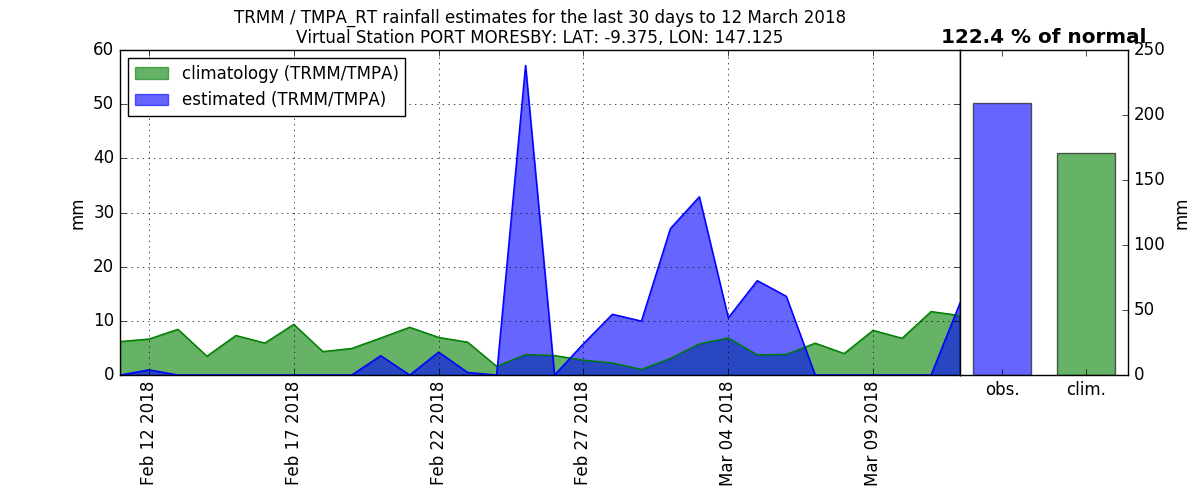 TRMM / TMPA_RT rainfall estimates for the last 30 days to 12 March 2018
Virtual Station PORT MORESBY: LAT: -9.375, LON: 147.125
122.4 % of normal
climatology (TRMM/TMPA)
estimated (TRMM/TMPA)
60
50
40
30
20
10
0
mm
250
200
150
100
50
0
mm
Feb 12 2018
Feb 17 2018
Feb 22 2018
Feb 27 2018
Mar 04 2018
Mar 09 2018
obs.
clim.